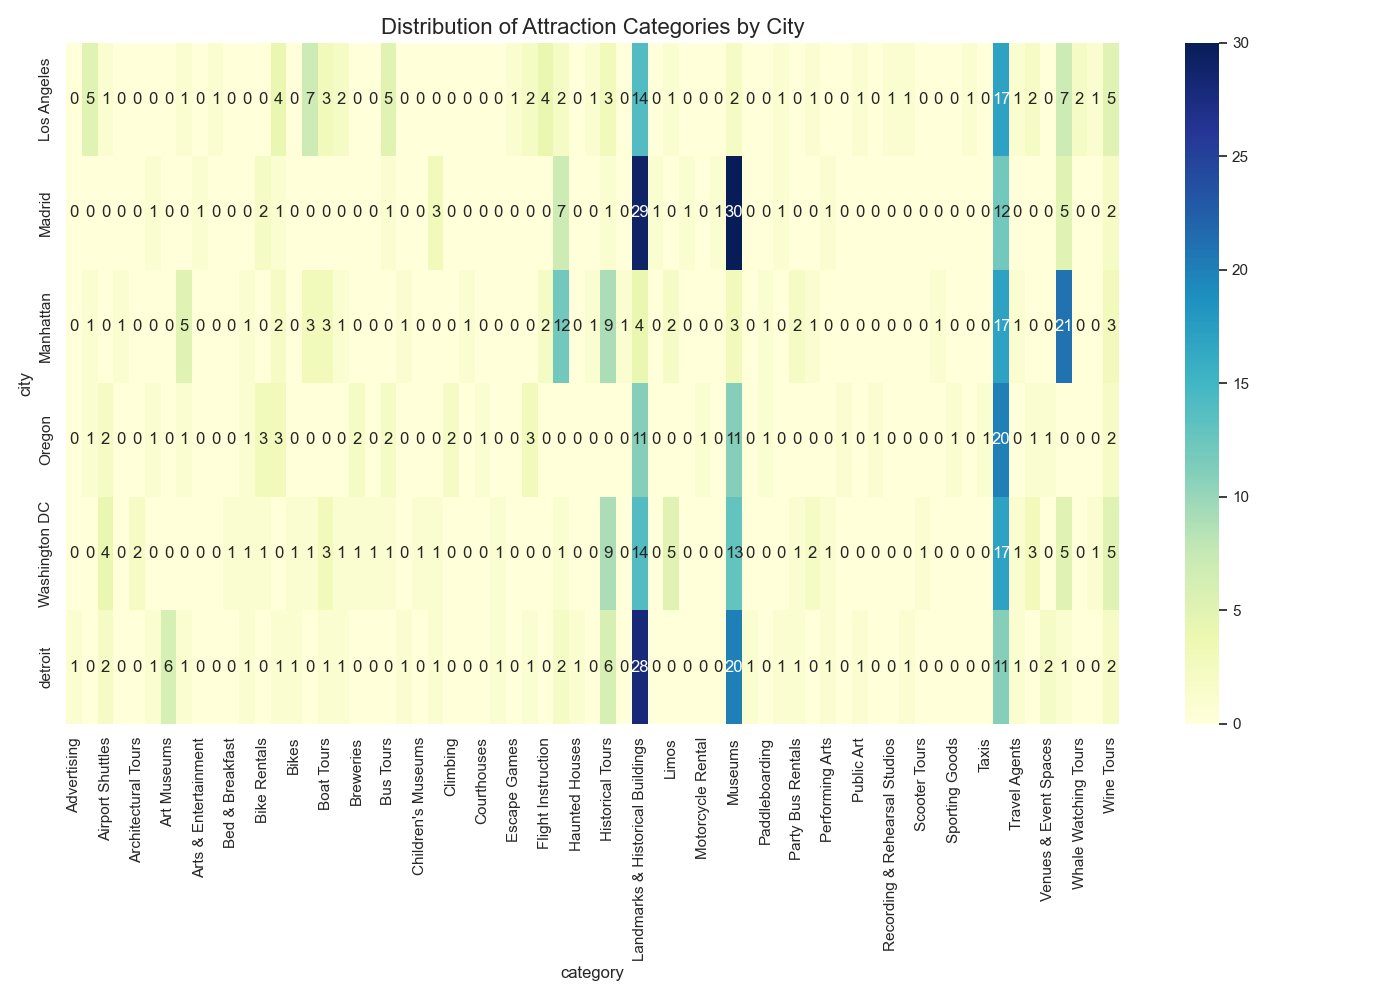 Distribution of Attraction Categories by City
city
Los Angeles
0 5 1 0 0 0 0 1 0 1 0 0 0 4 0 7 3 2 0 0 5 0 0 0 0 0 0 0 1 2 4 2 0 1 3 0 14 0 1 0 0 0 2 0 0 1 0 1 0 0 1 0 1 1 0 0 0 1 0 17 1 2 0 7 2 1 5
Madrid
0 0 0 0 0 1 0 0 1 0 0 0 2 1 0 0 0 0 0 0 1 0 0 3 0 0 0 0 0 0 0 7 0 0 1 0 29 1 0 1 0 1 30 0 0 1 0 0 1 0 0 0 0 0 0 0 0 0 0 12 0 0 0 5 0 0 2
Manhattan
0 1 0 1 0 0 0 5 0 0 0 1 0 2 0 3 3 1 0 0 0 1 0 0 0 1 0 0 0 0 2 12 0 1 9 1 4 0 2 0 0 0 3 0 1 0 2 1 0 0 0 0 0 0 0 1 0 0 0 17 1 0 0 21 0 0 3
Oregon
0 1 2 0 0 1 0 1 0 0 0 1 3 3 0 0 0 0 2 0 2 0 0 0 2 0 1 0 0 3 0 0 0 0 0 0 11 0 0 0 1 0 11 0 1 0 0 0 0 1 0 1 0 0 0 0 1 0 1 20 0 1 1 0 0 0 2
Washington DC
0 0 4 0 2 0 0 0 0 0 1 1 1 0 1 1 3 1 1 1 1 0 1 1 0 0 0 1 0 0 0 1 0 0 9 0 14 0 5 0 0 0 13 0 0 0 1 2 1 0 0 0 0 0 1 0 0 0 0 17 1 3 0 5 0 1 5
detroit
1 0 2 0 0 1 6 1 0 0 0 1 0 1 1 0 1 1 0 0 0 1 0 1 0 0 0 1 0 1 0 2 1 0 6 0 28 0 0 0 0 0 20 1 0 1 1 0 1 0 1 0 0 1 0 0 0 0 0 11 1 0 2 1 0 0 2
Advertising
Airport Shuttles
Architectural Tours
Art Museums
Arts & Entertainment
Bed & Breakfast
Bike Rentals
Bikes
Boat Tours
Breweries
Bus Tours
Children's Museums
Climbing
Courthouses
Escape Games
Flight Instruction
Haunted Houses
Historical Tours
Landmarks & Historical Buildings
Limos
Motorcycle Rental
Museums
Paddleboarding
Party Bus Rentals
Performing Arts
Public Art
Recording & Rehearsal Studios
Scooter Tours
Sporting Goods
Taxis
Travel Agents
Venues & Event Spaces
Whale Watching Tours
Wine Tours
category
30
25
20
15
10
5
0